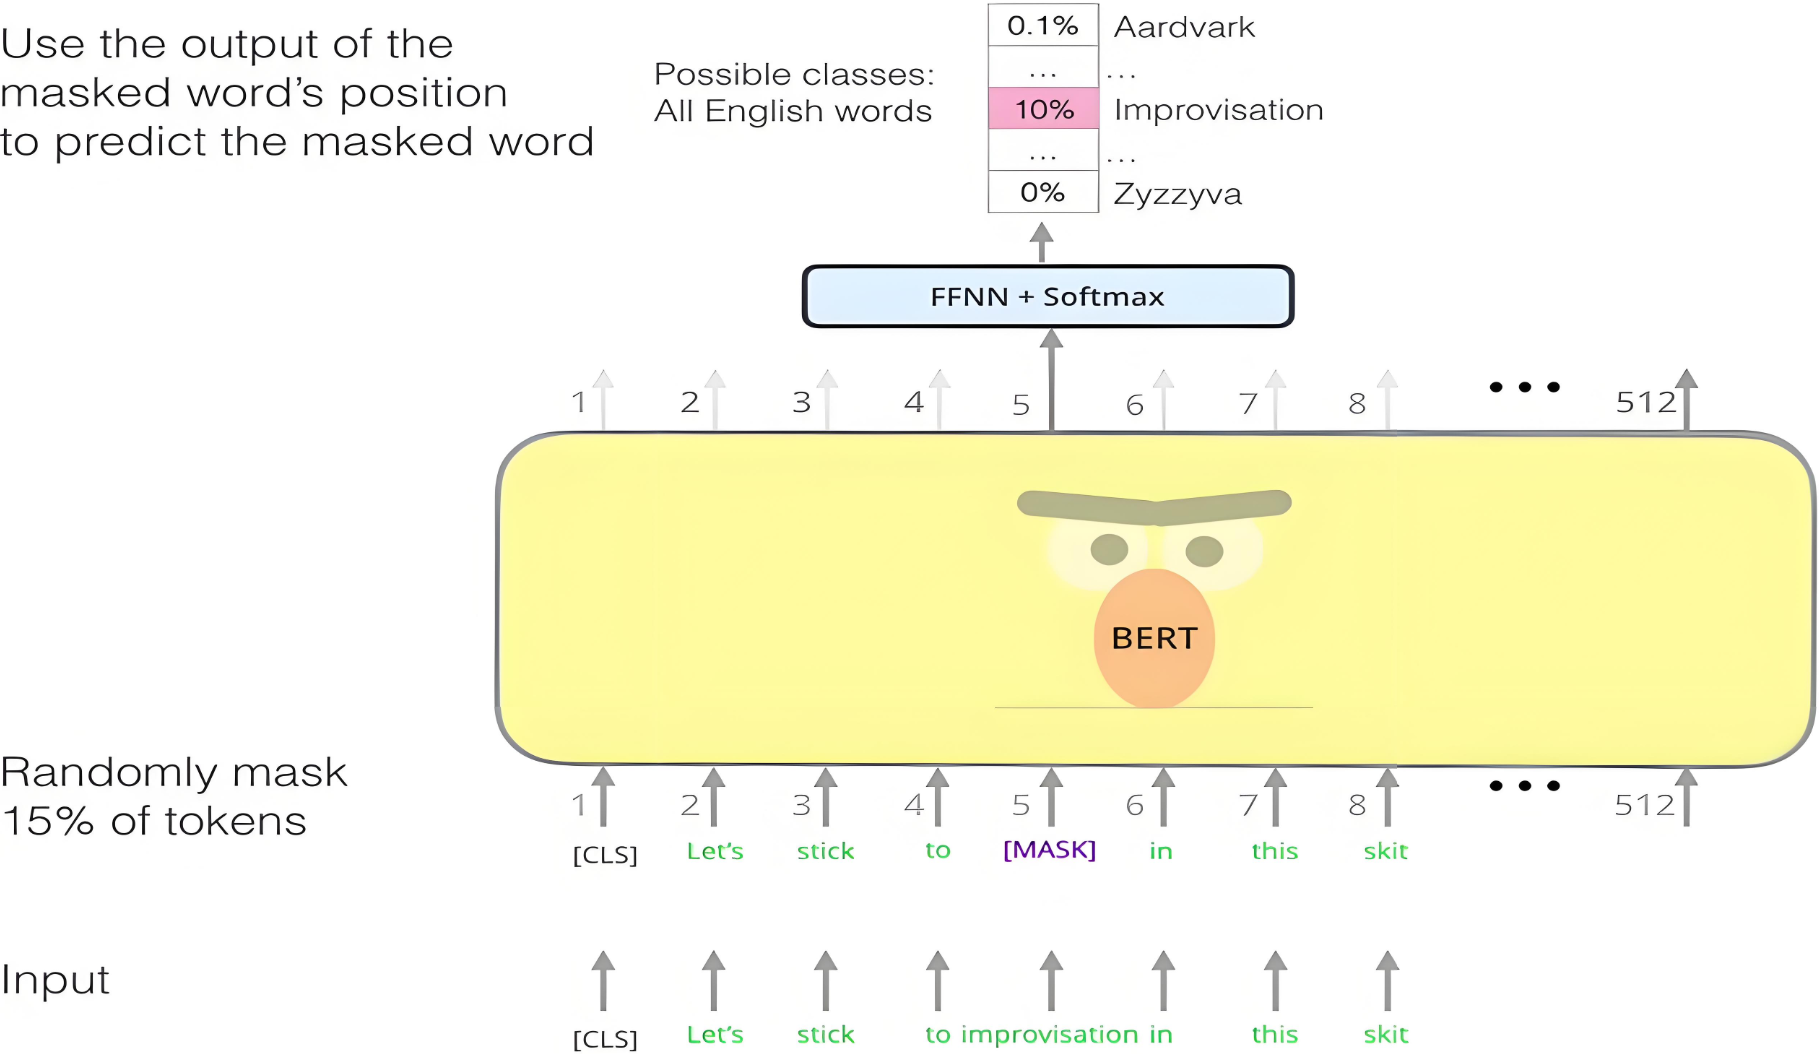 Use the output of the
masked word's position
to predict the masked word
Possible classes:
All English words
0.1% Aardvark
... ...
10% Improvisation
... ...
0% Zyzzyva
FFNN + Softmax
1 2 3 4 5 6 7 8 ••• 512
BERT
Randomly mask
15% of tokens
1 2 3 4 5 6 7 8 ••• 512
[CLS] Let's stick to [MASK] in this skit
Input
[CLS] Let's stick to improvisation in this skit